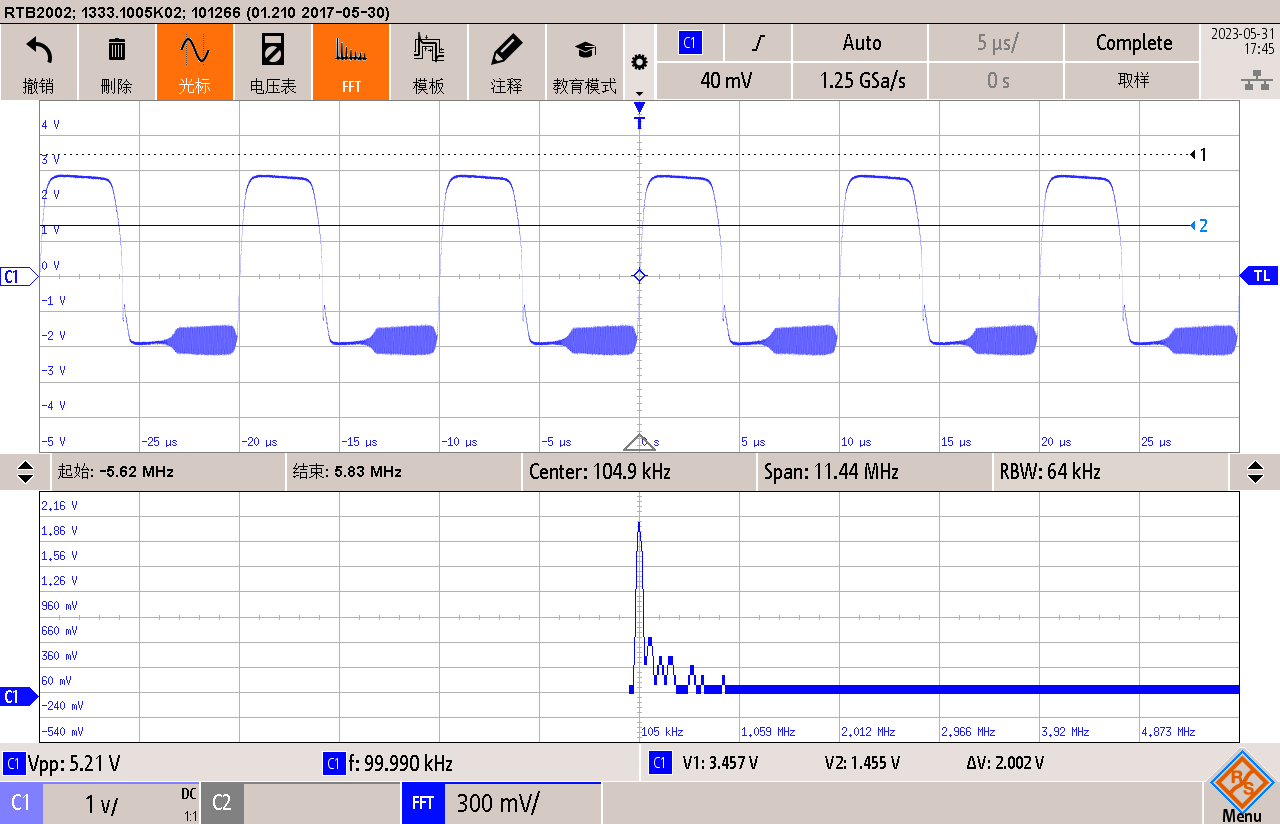 RTB2002; 1333.1005K02; 101266 (01.210 2017-05-30)
撤销 删除 光标 电压表 FFT 模板 注释 教育模式
C1 Auto 5 µs/ Complete
40 mV 1.25 GSa/s 0 s 取样
2023-05-31
17:45
T
4 V
3 V
2 V
1 V
0 V
-1 V
-2 V
-3 V
-4 V
-5 V
1
2
C1
TL
-25 µs -20 µs -15 µs -10 µs -5 µs 0 s 5 µs 10 µs 15 µs 20 µs 25 µs
起始: -5.62 MHz 结束: 5.83 MHz Center: 104.9 kHz Span: 11.44 MHz RBW: 64 kHz
2.16 V
1.86 V
1.56 V
1.26 V
960 mV
660 mV
360 mV
60 mV
-240 mV
-540 mV
C1
105 kHz 1.059 MHz 2.012 MHz 2.966 MHz 3.92 MHz 4.873 MHz
C1 Vpp: 5.21 V C1 f: 99.990 kHz C1 V1: 3.457 V V2: 1.455 V ΔV: 2.002 V
C1 1 V/ DC 1:1 C2 FFT 300 mV/
R S
Menu